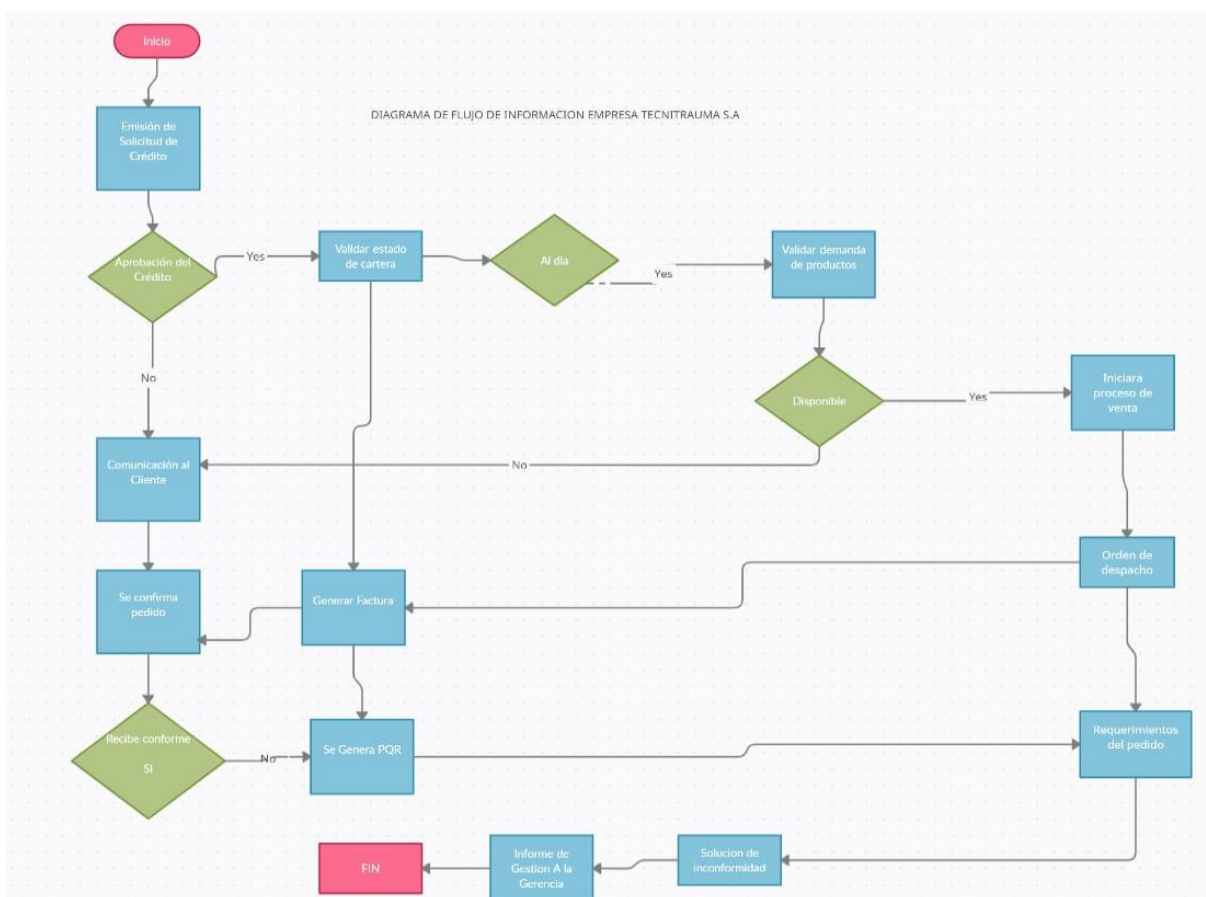 Inicio
DIAGRAMA DE FLUJO DE INFORMACION EMPRESA TECNITRAUMA S.A
Emisión de
Solicitud de
Crédito
Aprobación del
Crédito
Yes
Validar estado
de cartera
Al dia
Yes
Validar demanda
de productos
No
Disponible
Yes
Iniciara
proceso de
venta
Comunicación al
Cliente
No
Orden de
despacho
Se confirma
pedido
Generar Factura
Recibe conforme
SI
No
Se Genera PQR
Requerimientos
del pedido
Solucion de
inconformidad
Informe de
Gestion A la
Gerencia
FIN